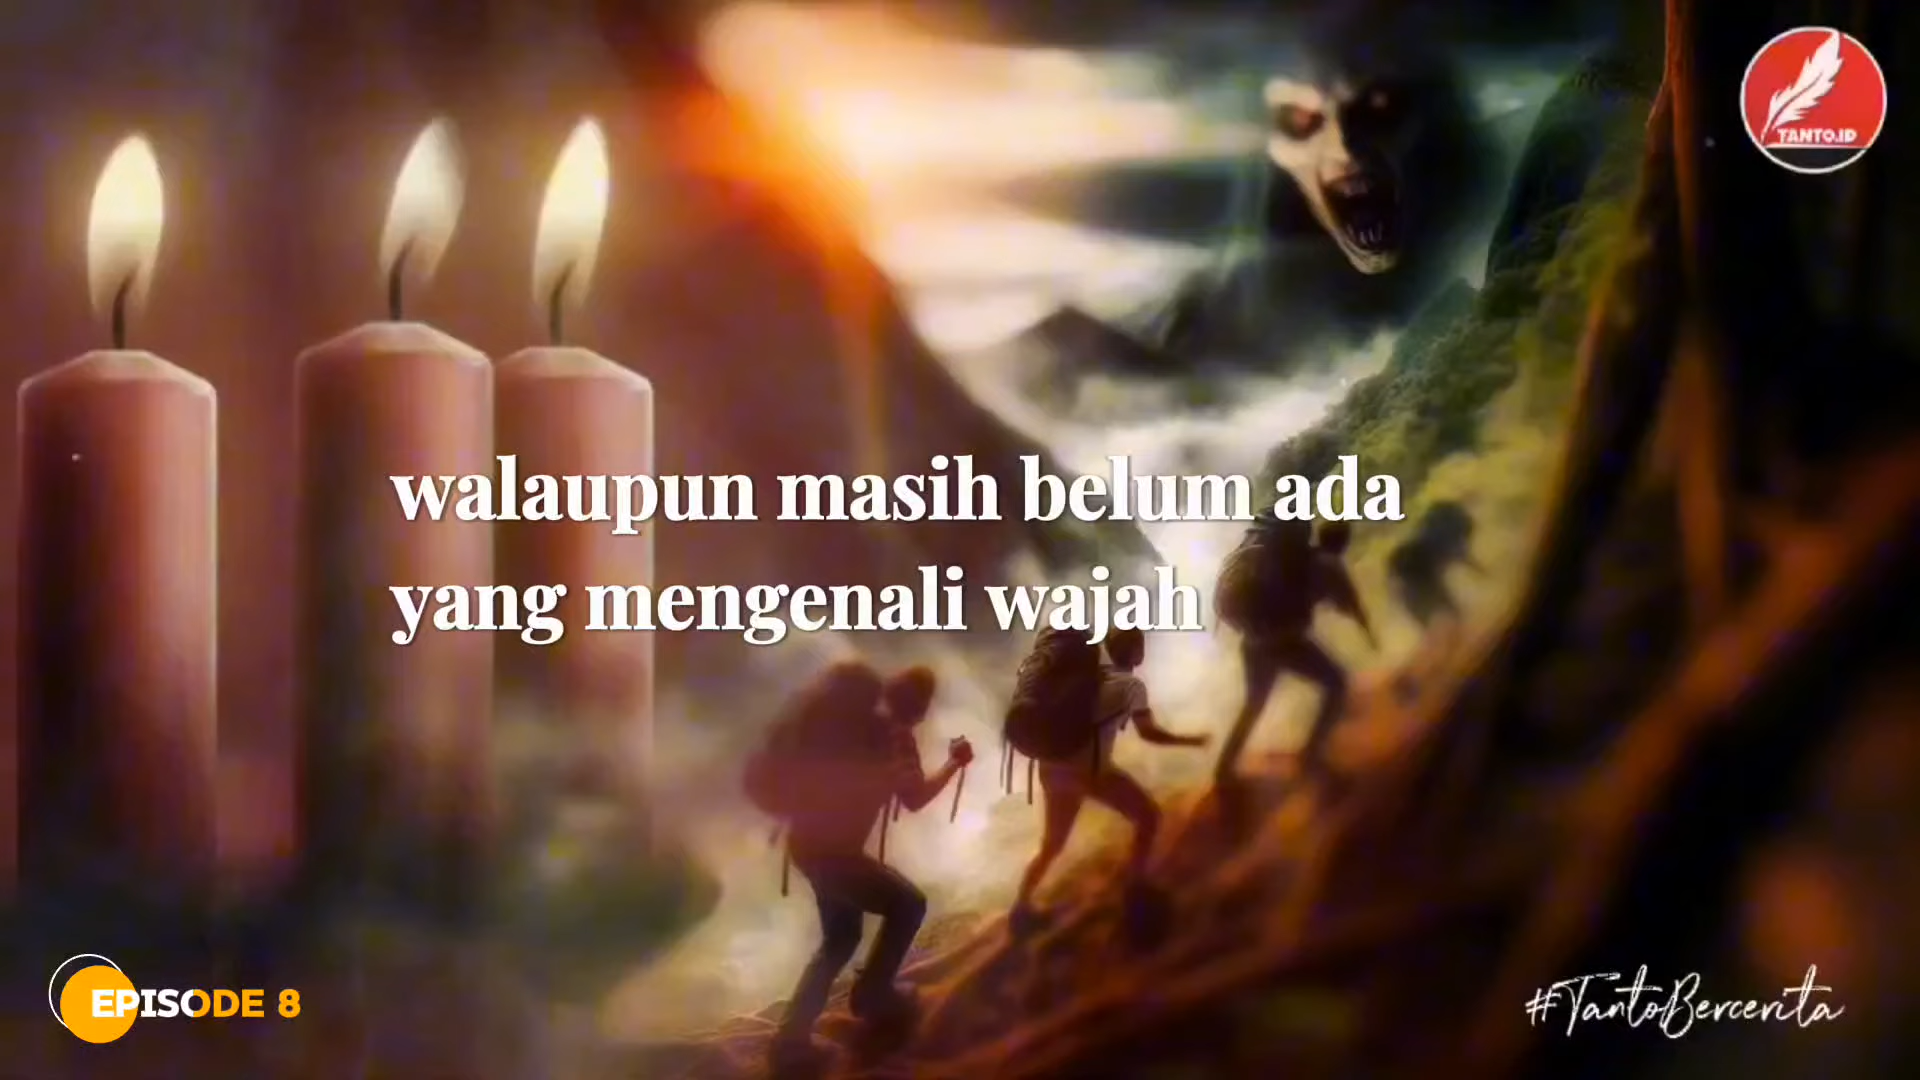 TANTO.ID
walaupun masih belum ada
yang mengenali wajah
EPISODE 8
#TantoBercerita